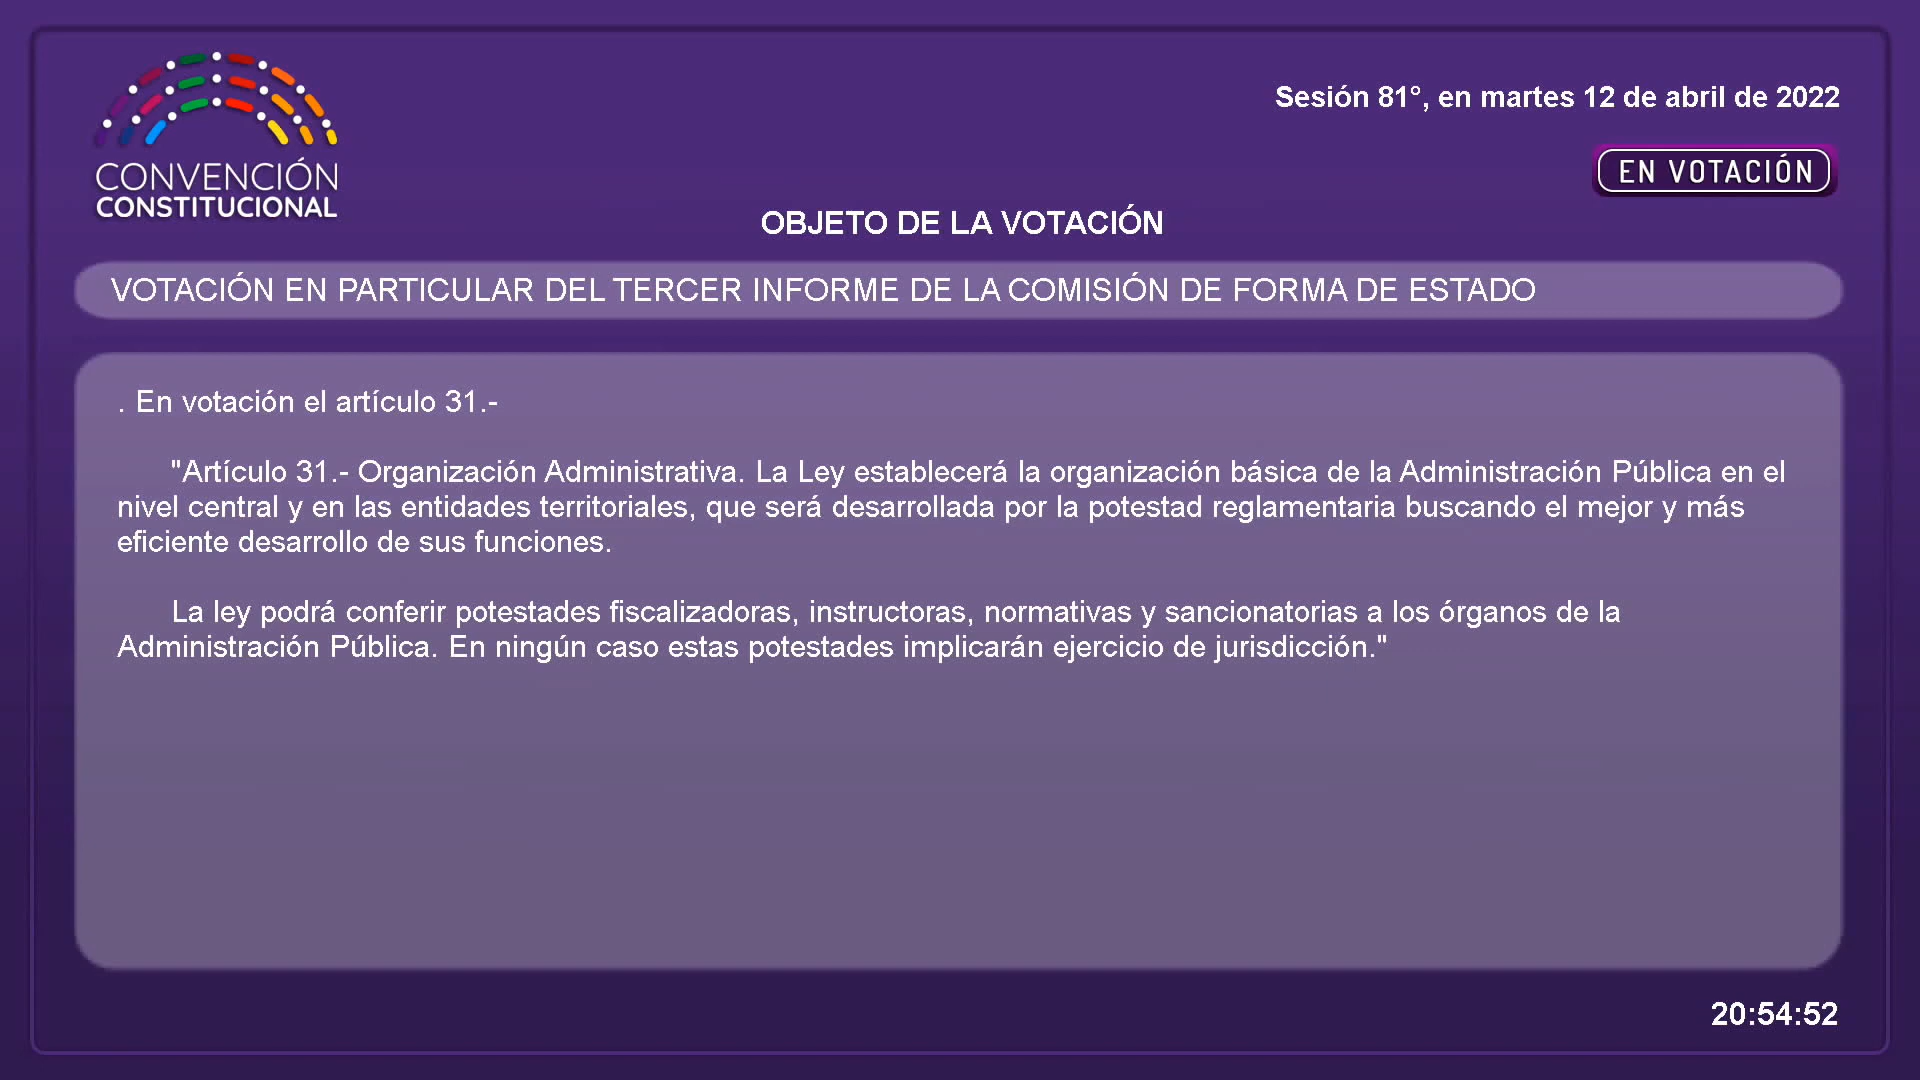 CONVENCIÓN
CONSTITUCIONAL
Sesión 81°, en martes 12 de abril de 2022
EN VOTACIÓN
OBJETO DE LA VOTACIÓN
VOTACIÓN EN PARTICULAR DEL TERCER INFORME DE LA COMISIÓN DE FORMA DE ESTADO
. En votación el artículo 31.-
"Artículo 31.- Organización Administrativa. La Ley establecerá la organización básica de la Administración Pública en el
nivel central y en las entidades territoriales, que será desarrollada por la potestad reglamentaria buscando el mejor y más
eficiente desarrollo de sus funciones.
La ley podrá conferir potestades fiscalizadoras, instructoras, normativas y sancionatorias a los órganos de la
Administración Pública. En ningún caso estas potestades implicarán ejercicio de jurisdicción."
20:54:52